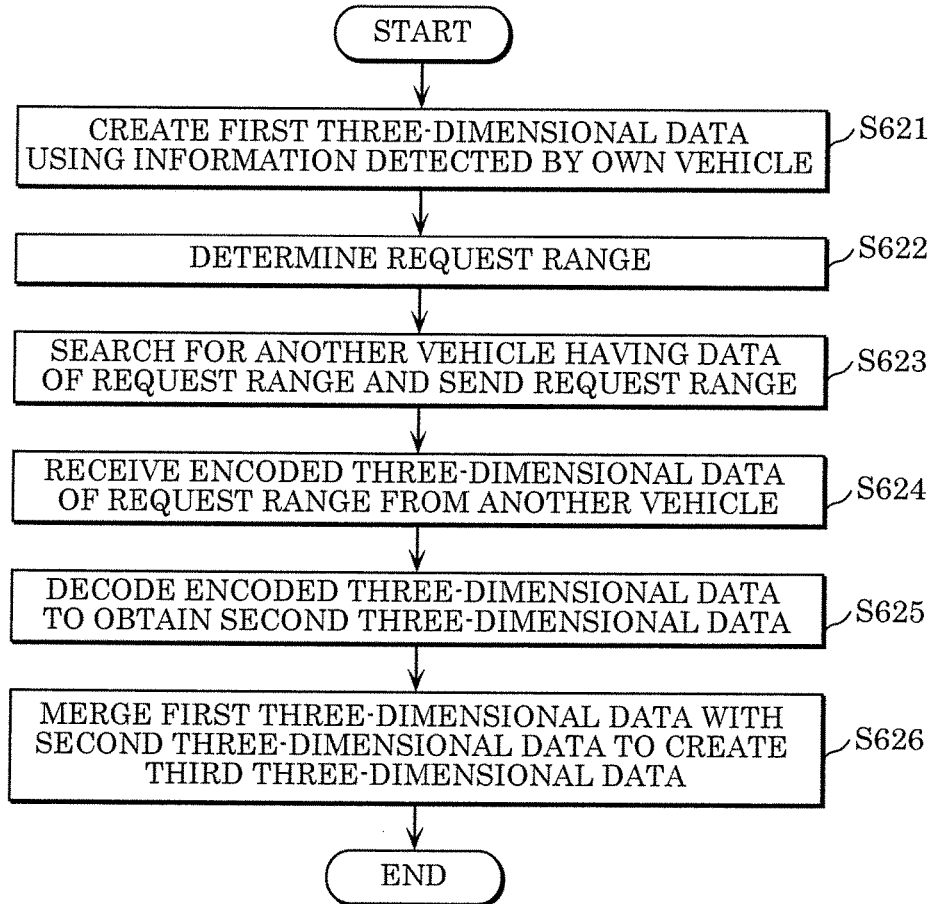 START
CREATE FIRST THREE-DIMENSIONAL DATA
USING INFORMATION DETECTED BY OWN VEHICLE
S621
DETERMINE REQUEST RANGE
S622
SEARCH FOR ANOTHER VEHICLE HAVING DATA
OF REQUEST RANGE AND SEND REQUEST RANGE
S623
RECEIVE ENCODED THREE-DIMENSIONAL DATA
OF REQUEST RANGE FROM ANOTHER VEHICLE
S624
DECODE ENCODED THREE-DIMENSIONAL DATA
TO OBTAIN SECOND THREE-DIMENSIONAL DATA
S625
MERGE FIRST THREE-DIMENSIONAL DATA WITH
SECOND THREE-DIMENSIONAL DATA TO CREATE
THIRD THREE-DIMENSIONAL DATA
S626
END